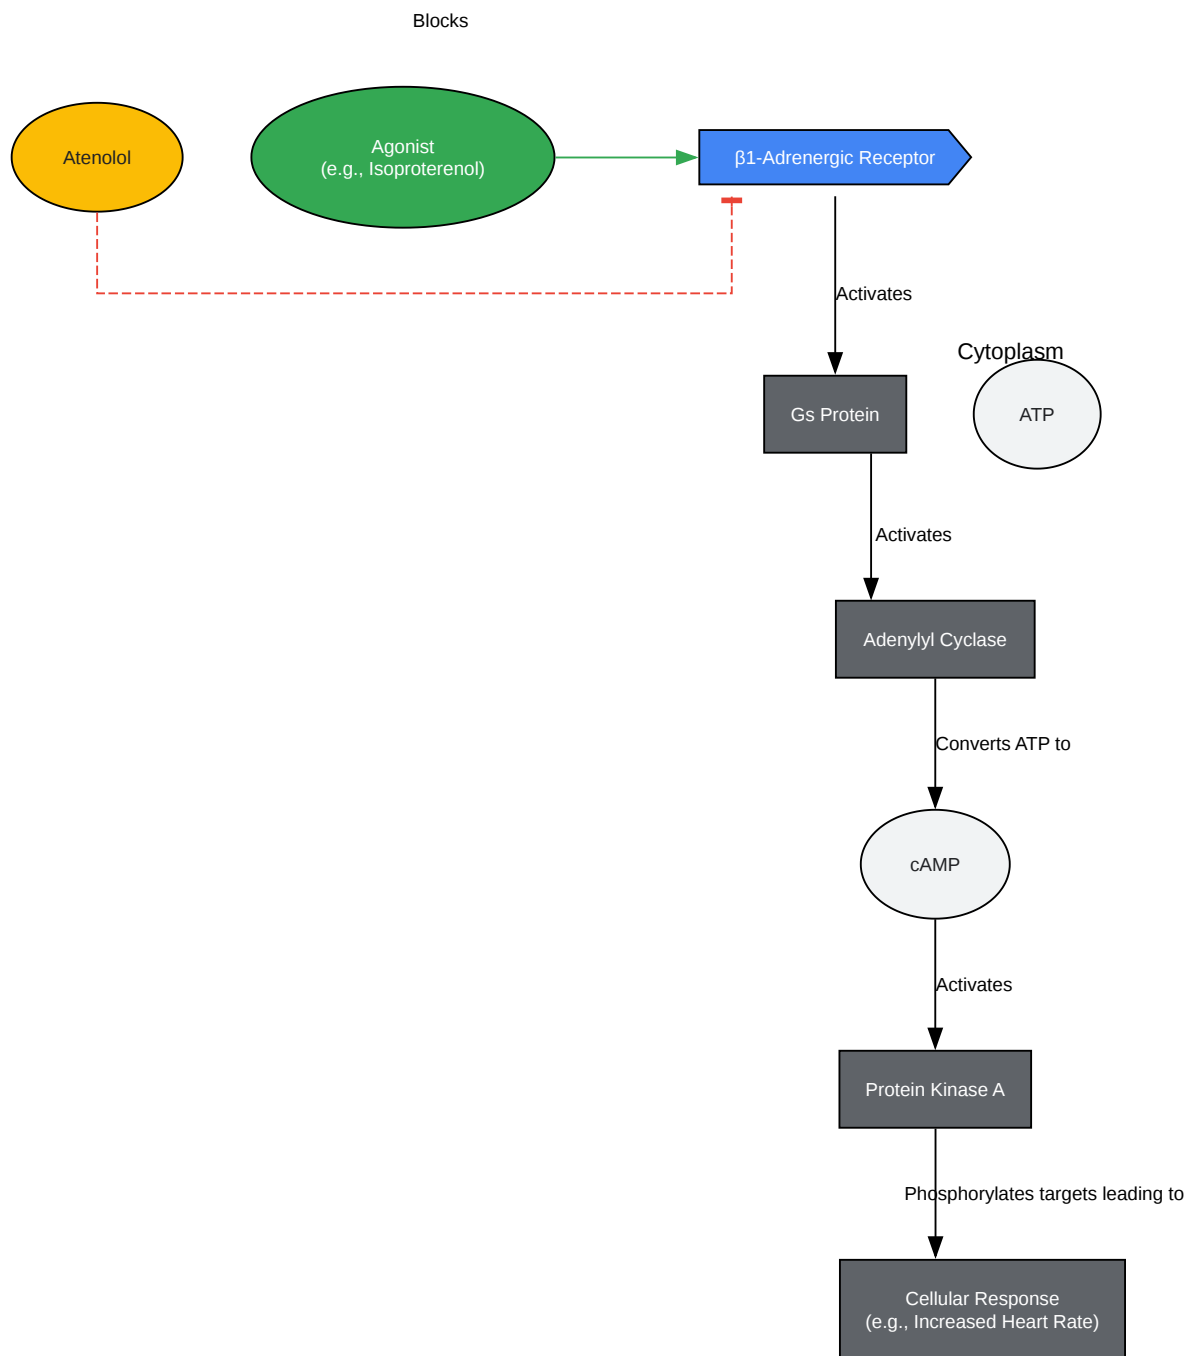 Blocks
Atenolol
Agonist
(e.g., Isoproterenol)
β1-Adrenergic Receptor
Activates
Cytoplasm
Gs Protein
ATP
Activates
Adenylyl Cyclase
Converts ATP to
cAMP
Activates
Protein Kinase A
Phosphorylates targets leading to
Cellular Response
(e.g., Increased Heart Rate)